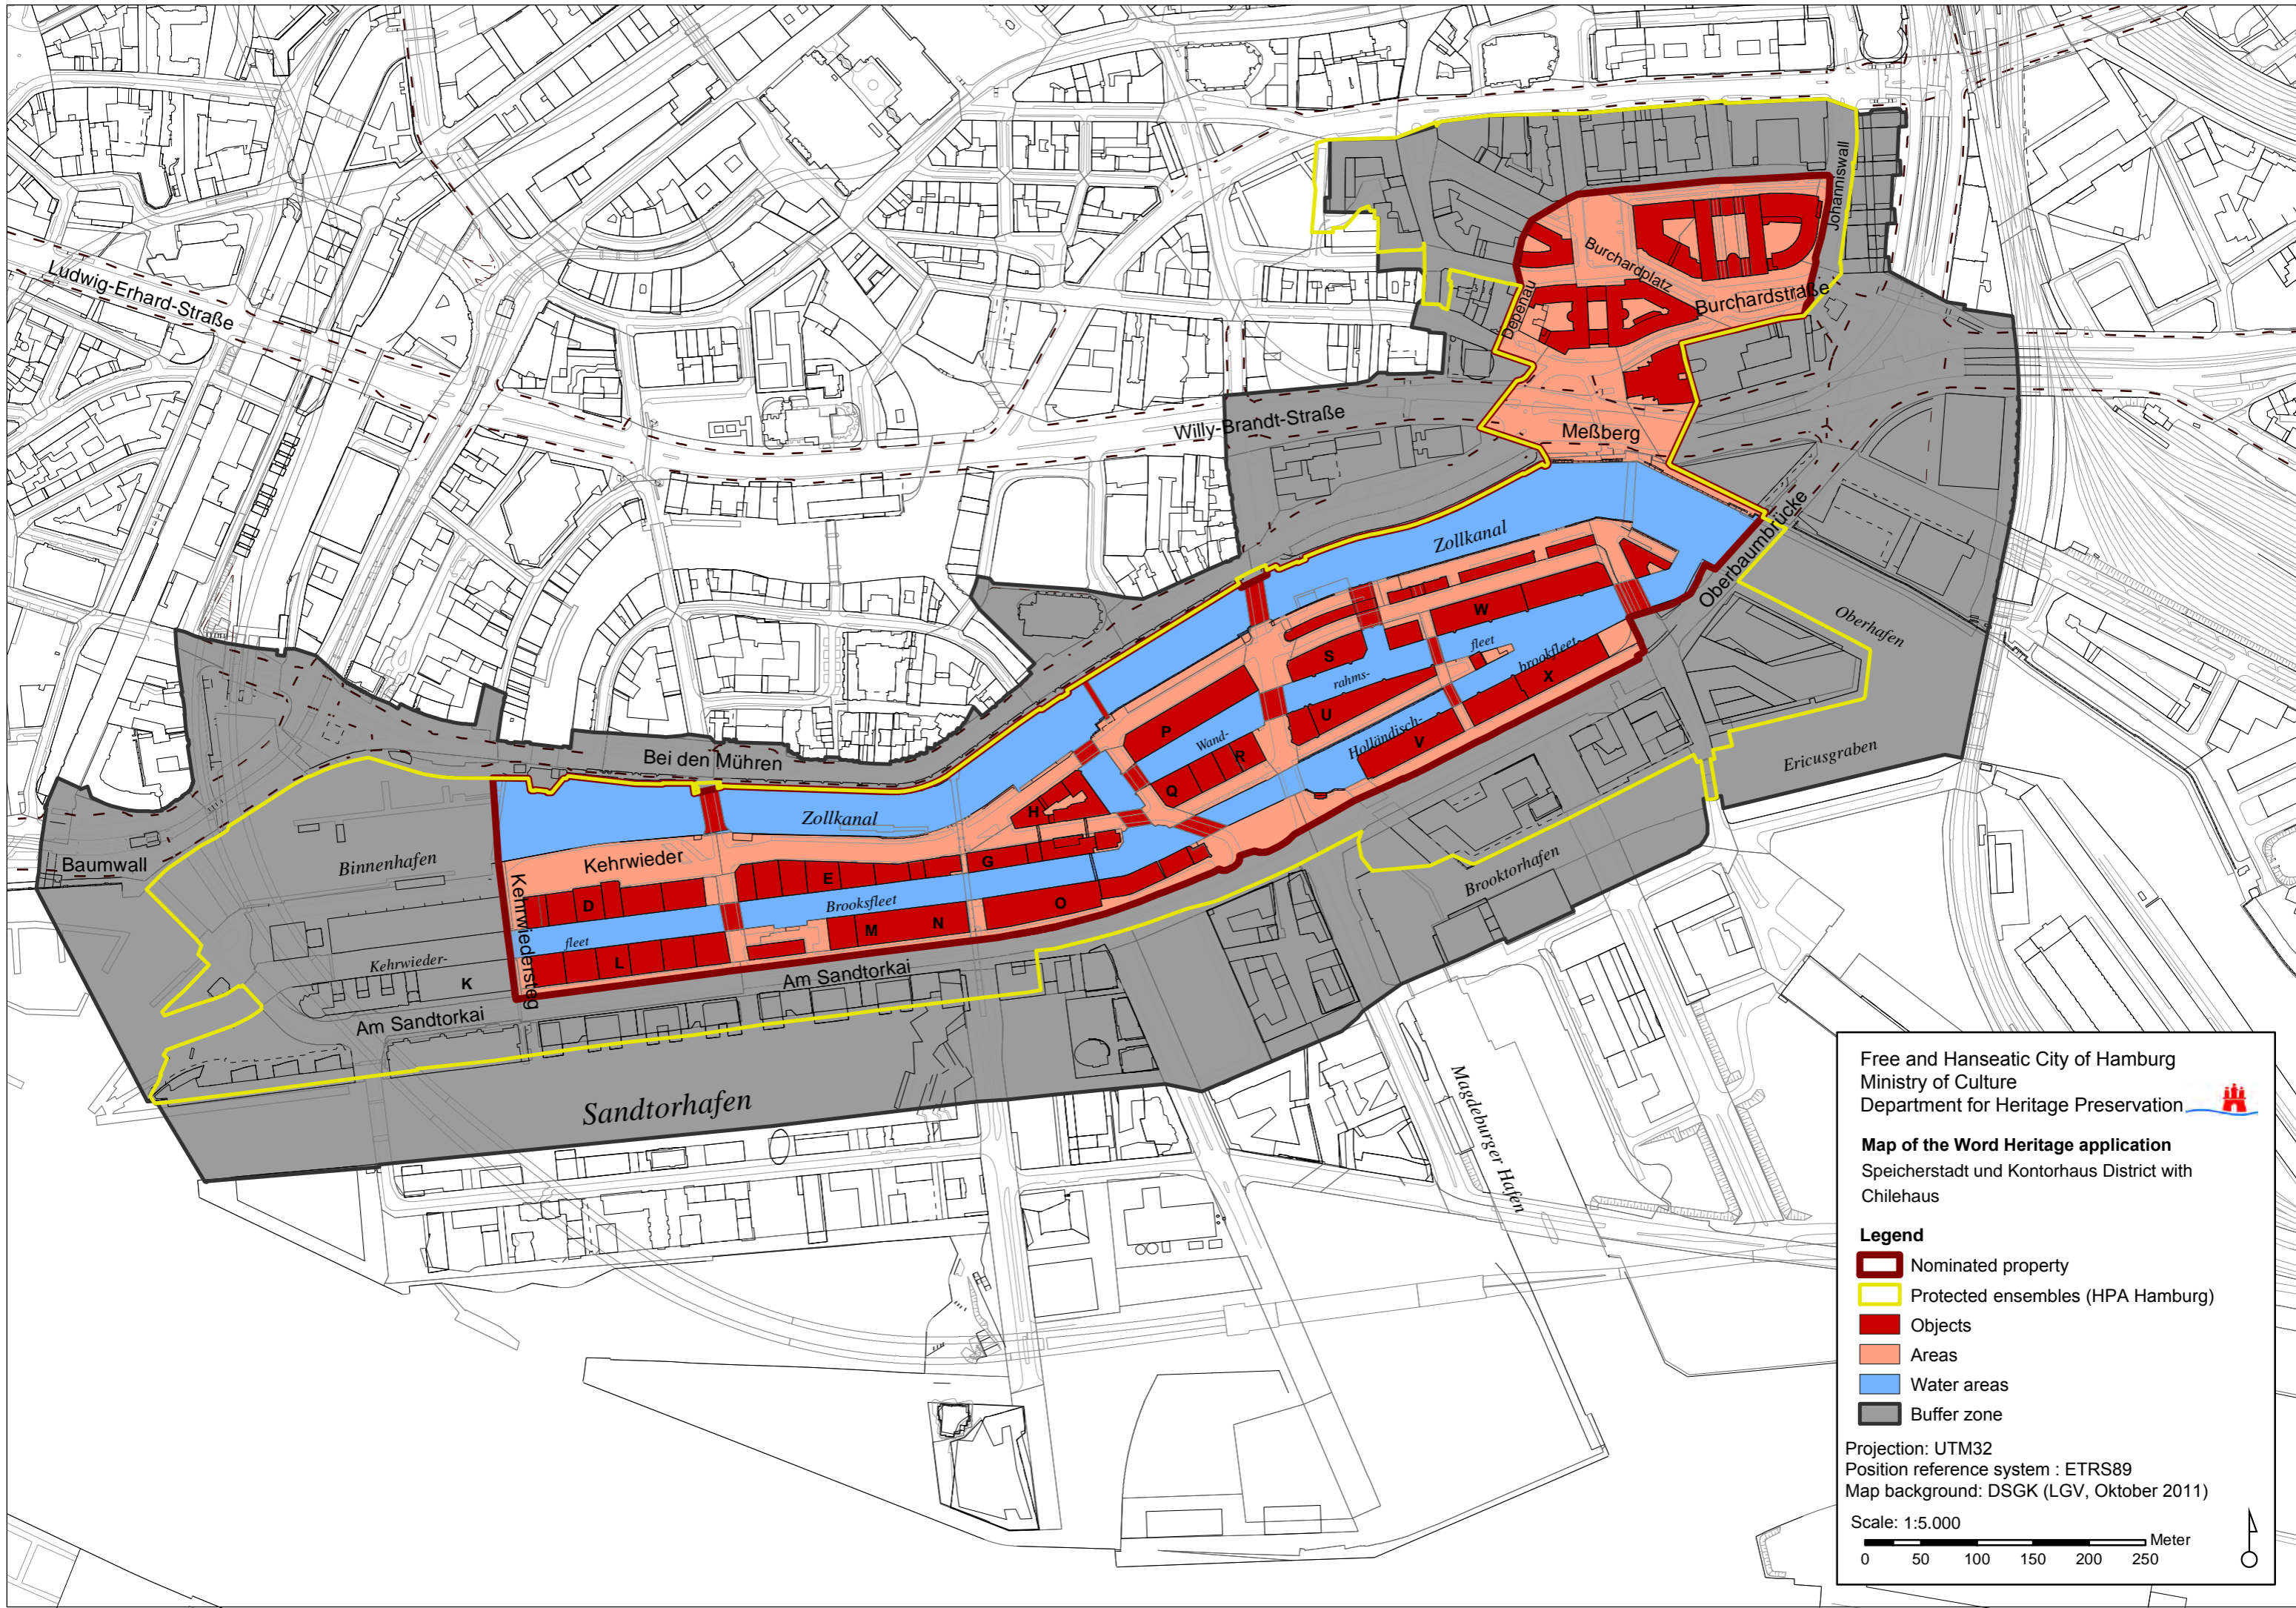 Johanniswall
Burchardplatz
Burchardstraße
Depenau
Ludwig-Erhard-Straße
Willy-Brandt-Straße
Meßberg
Zollkanal
Oberbaumbrücke
Oberhafen
W
fleet
brookfleet
S
rahms-
X
U
P
Wand-
R
Holländisch-
V
Q
Ericusgraben
Bei den Mühren
H
Zollkanal
Kehrwieder
G
E
Baumwall
Binnenhafen
Brooktorhafen
Kehrwiedersteg
D
Brooksfleet
O
N
M
fleet
L
Kehrwieder-
K
Am Sandtorkai
Am Sandtorkai
Sandtorhafen
Magdeburger Hafen
Free and Hanseatic City of Hamburg
Ministry of Culture
Department for Heritage Preservation
Map of the Word Heritage application
Speicherstadt und Kontorhaus District with
Chilehaus
Legend
Nominated property
Protected ensembles (HPA Hamburg)
Objects
Areas
Water areas
Buffer zone
Projection: UTM32
Position reference system : ETRS89
Map background: DSGK (LGV, Oktober 2011)
Scale: 1:5.000
Meter
0 50 100 150 200 250